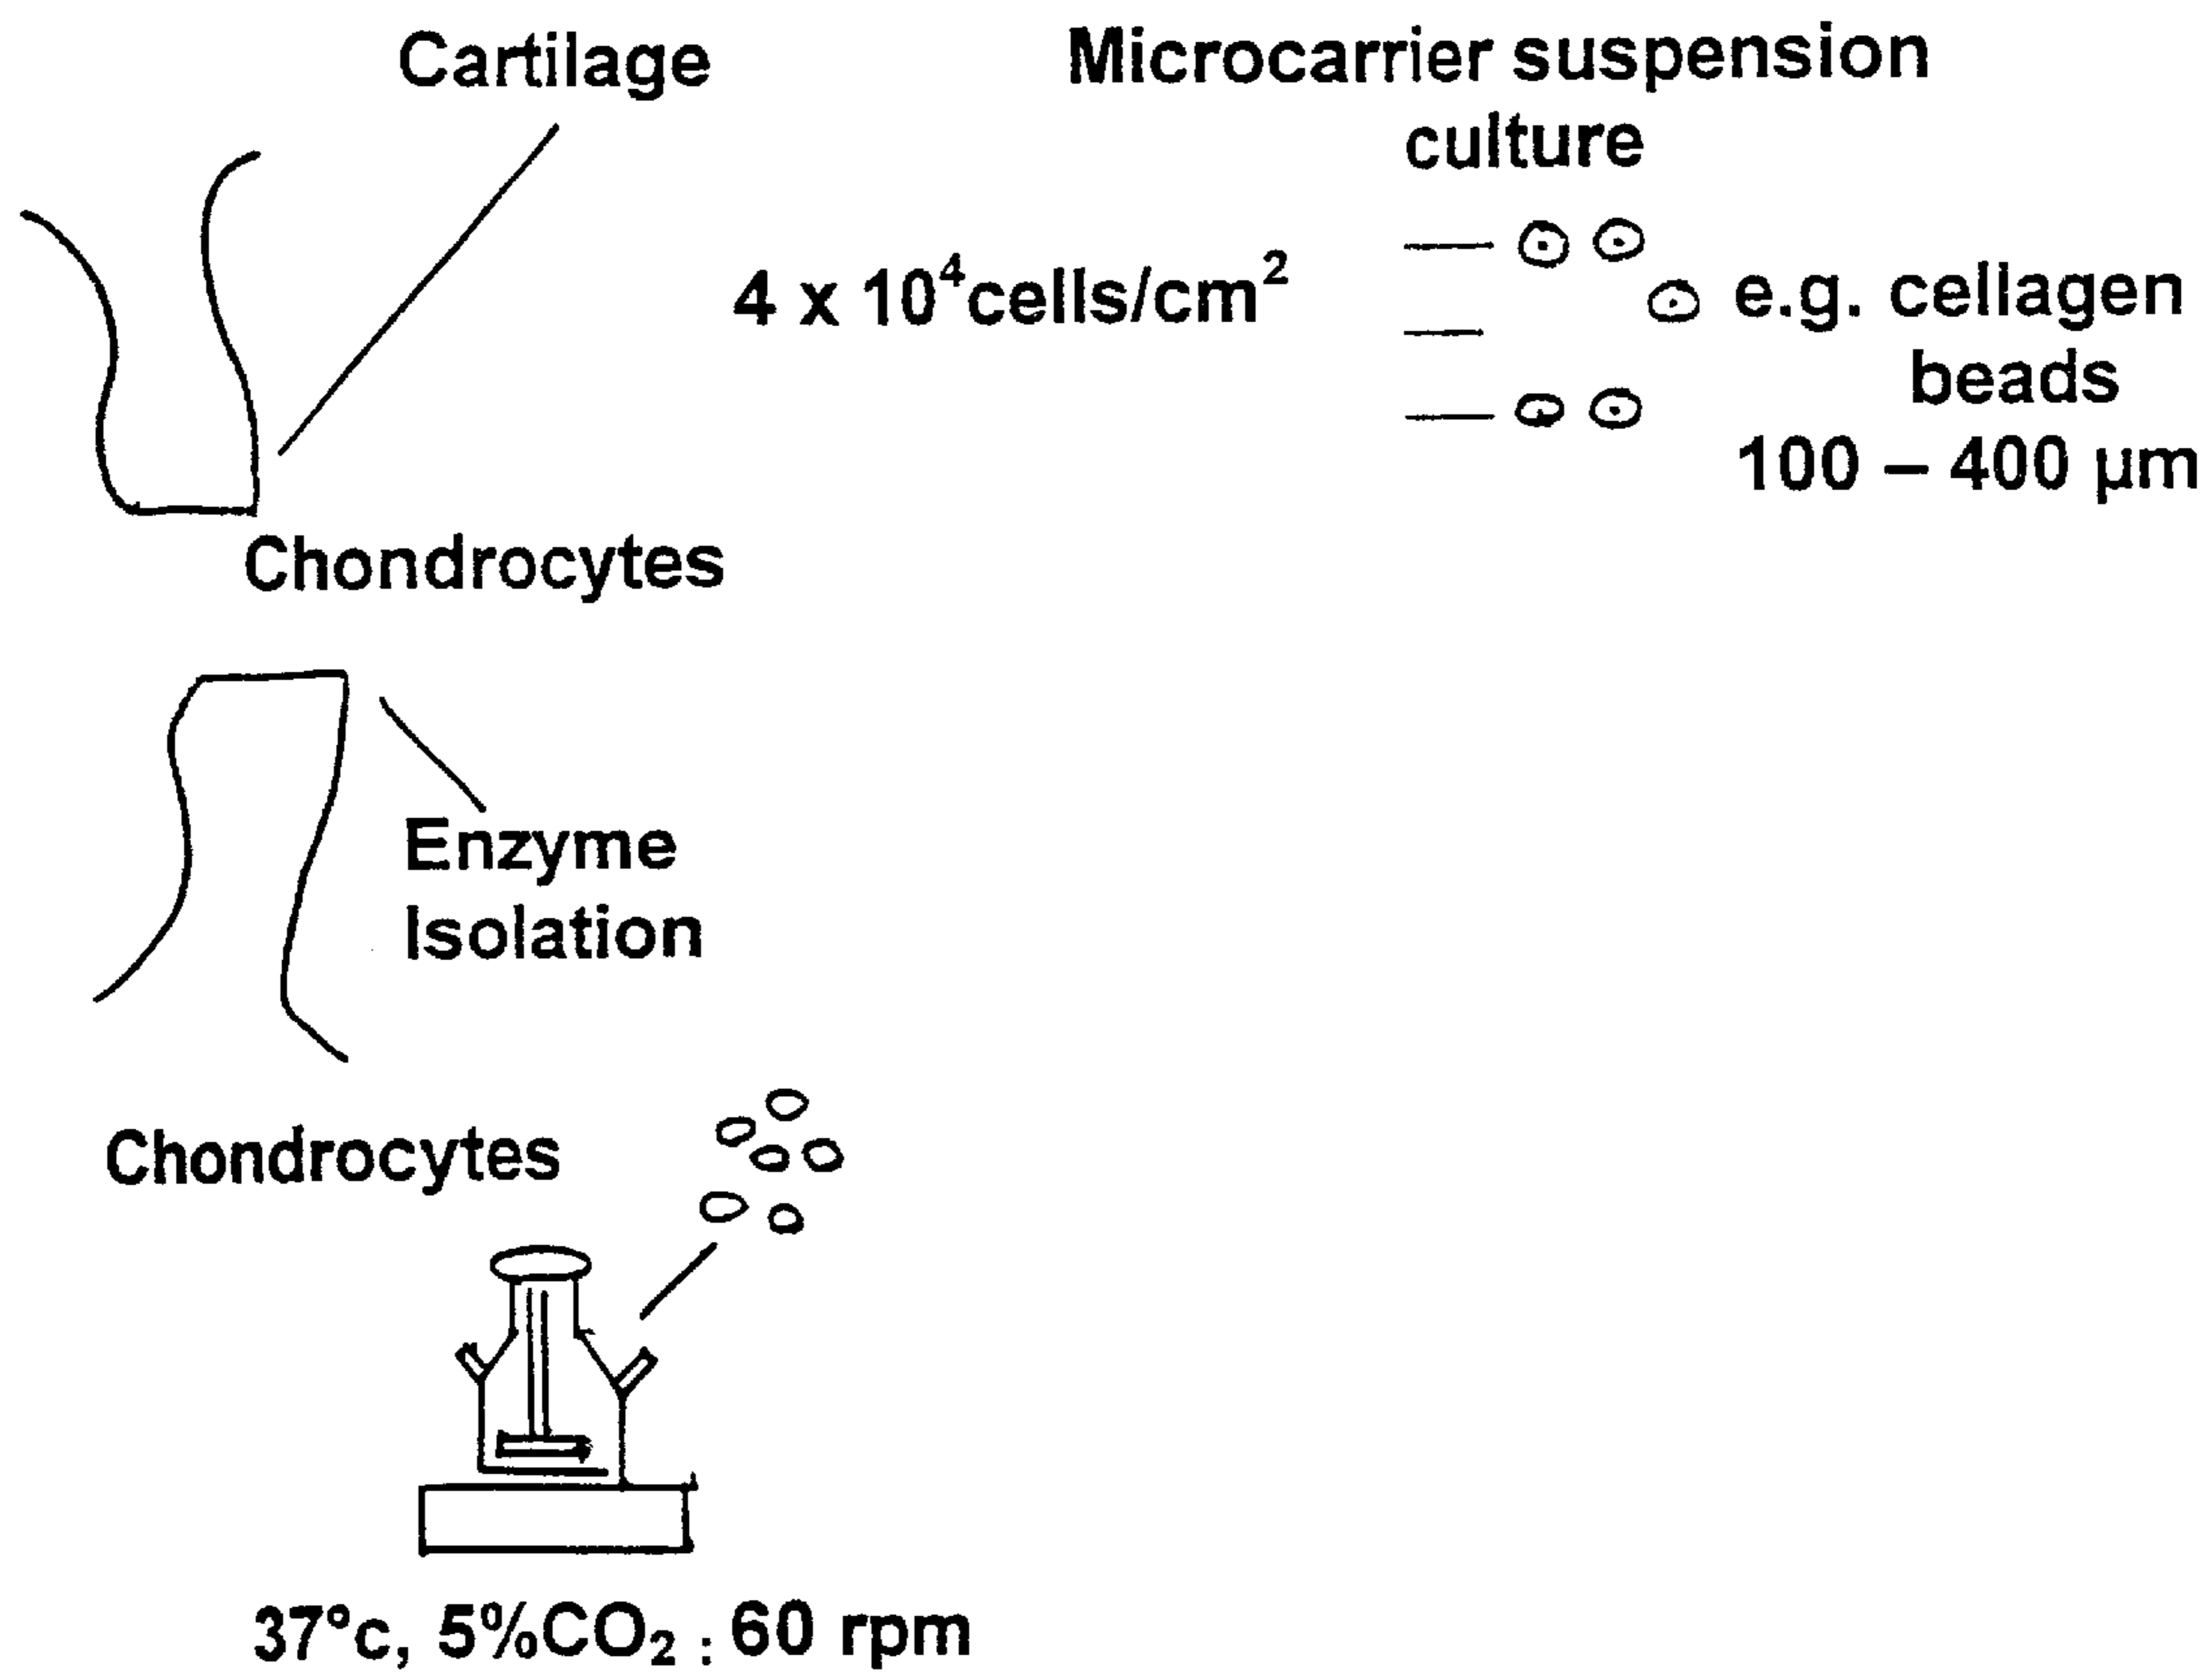 Cartilage
Microcarrier suspension
culture
4 x 10⁴cells/cm²
e.g. cellagen
beads
100 – 400 µm
Chondrocytes
Enzyme
Isolation
Chondrocytes
37°c, 5%CO₂ : 60 rpm